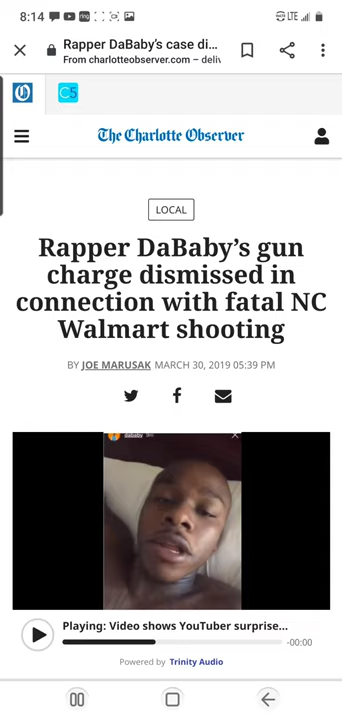 8:14
ring
LTE
Rapper DaBaby’s case di...
From charlotteobserver.com – deliv
C5
The Charlotte Observer
LOCAL
Rapper DaBaby’s gun
charge dismissed in
connection with fatal NC
Walmart shooting
BY JOE MARUSAK MARCH 30, 2019 05:39 PM
dababy
Playing: Video shows YouTuber surprise...
-00:00
Powered by Trinity Audio